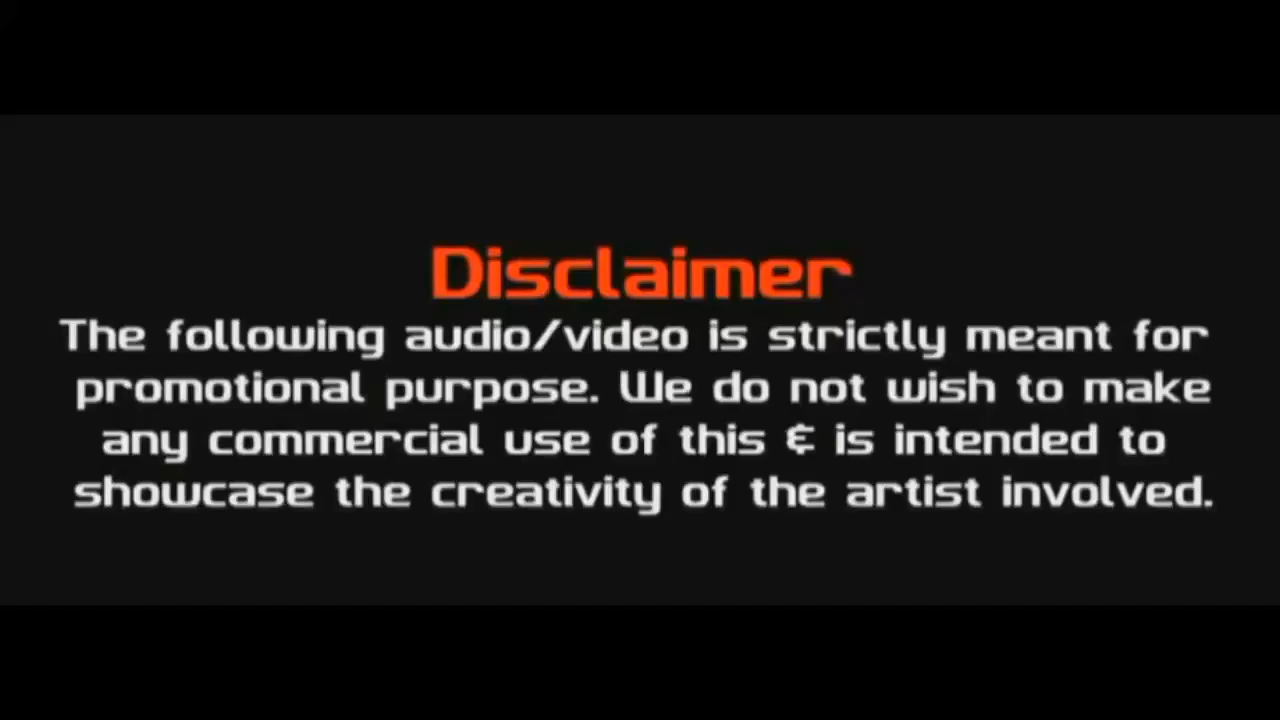 Disclaimer
The following audio/video is strictly meant for
promotional purpose. We do not wish to make
any commercial use of this & is intended to
showcase the creativity of the artist involved.